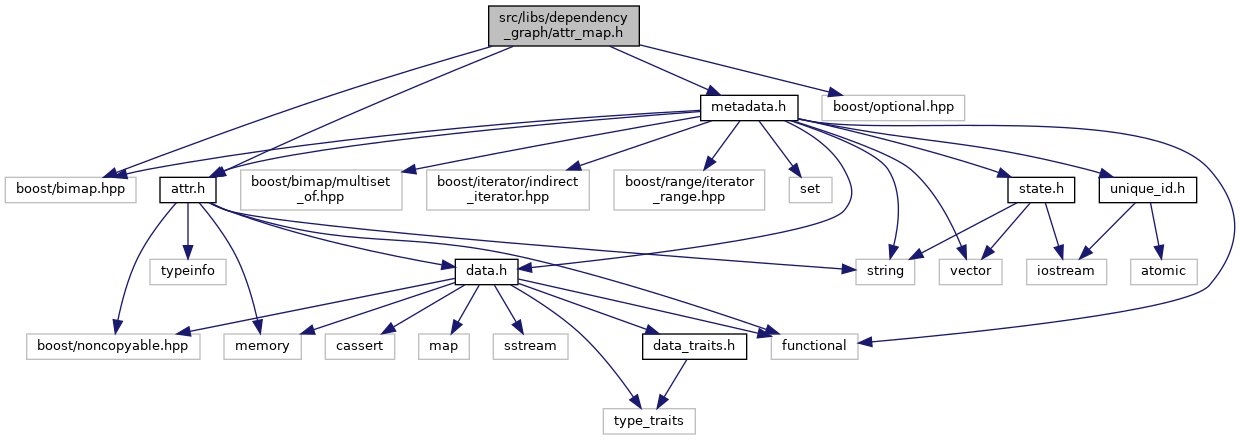 src/libs/dependency
_graph/attr_map.h
metadata.h
boost/optional.hpp
boost/bimap.hpp
attr.h
boost/bimap/multiset
_of.hpp
boost/iterator/indirect
_iterator.hpp
boost/range/iterator
_range.hpp
set
state.h
unique_id.h
typeinfo
data.h
string
vector
iostream
atomic
boost/noncopyable.hpp
memory
cassert
map
sstream
data_traits.h
functional
type_traits